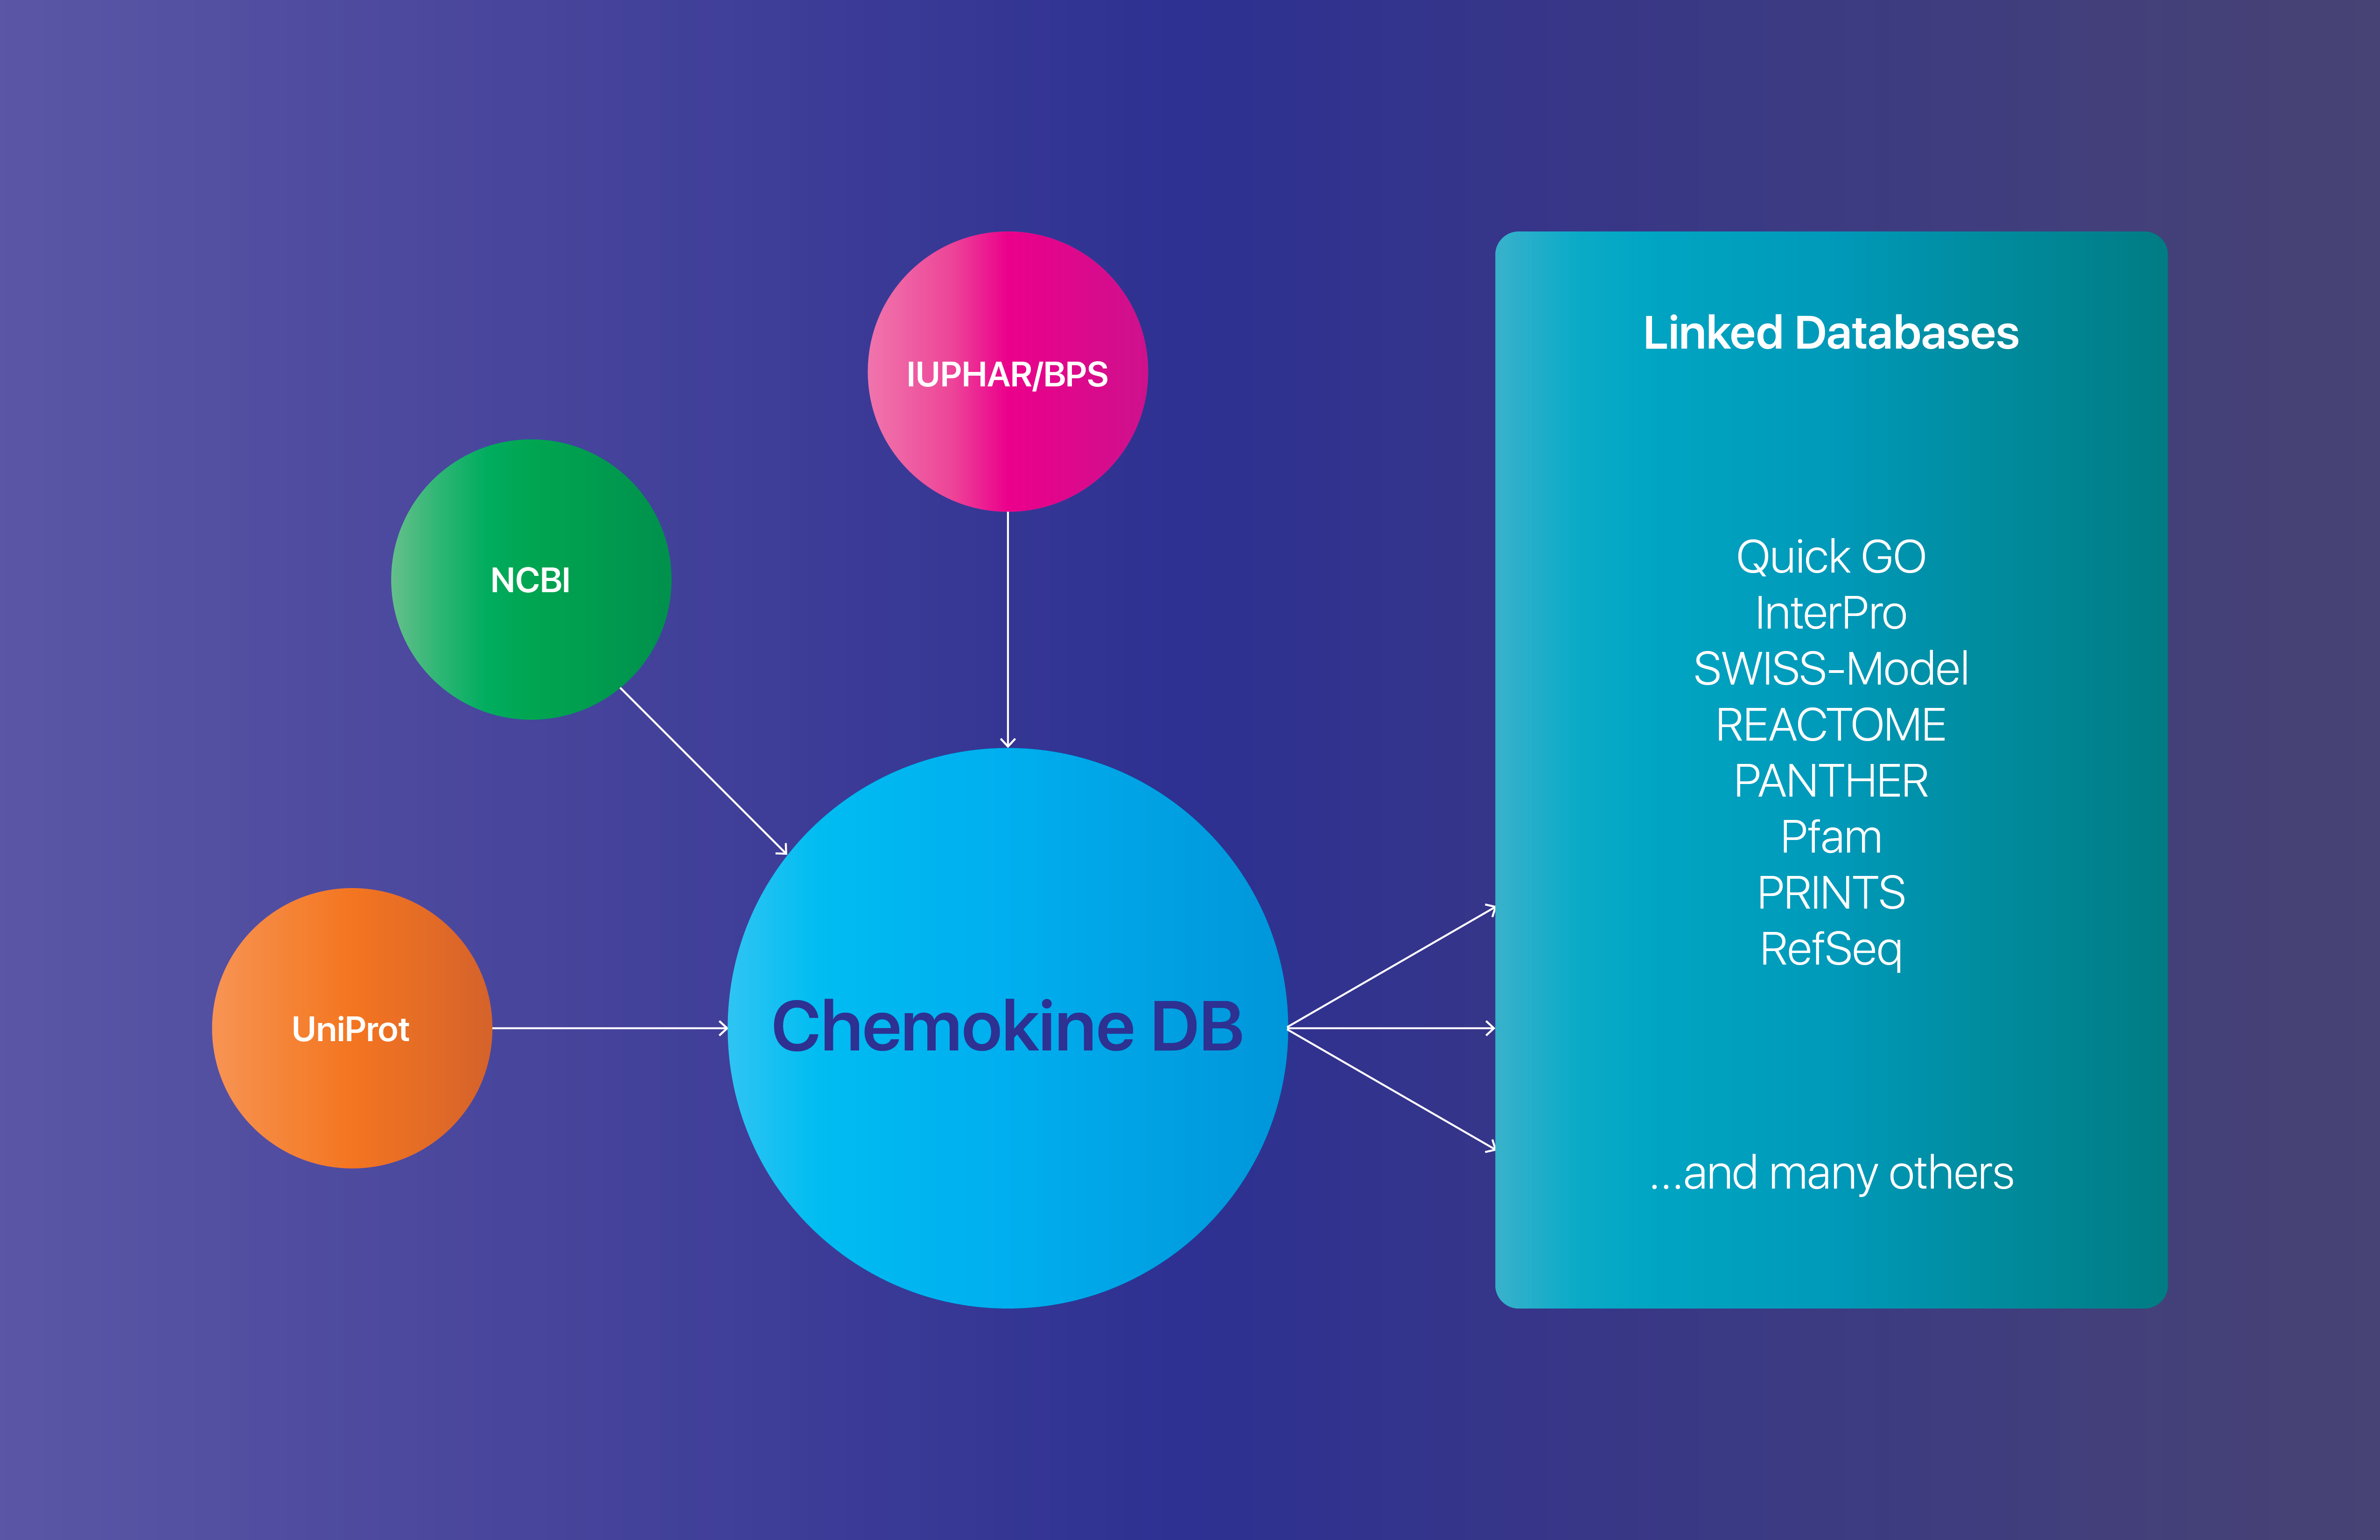 IUPHAR/BPS
NCBI
UniProt
Chemokine DB
Linked Databases
Quick GO
InterPro
SWISS-Model
REACTOME
PANTHER
Pfam
PRINTS
RefSeq
...and many others